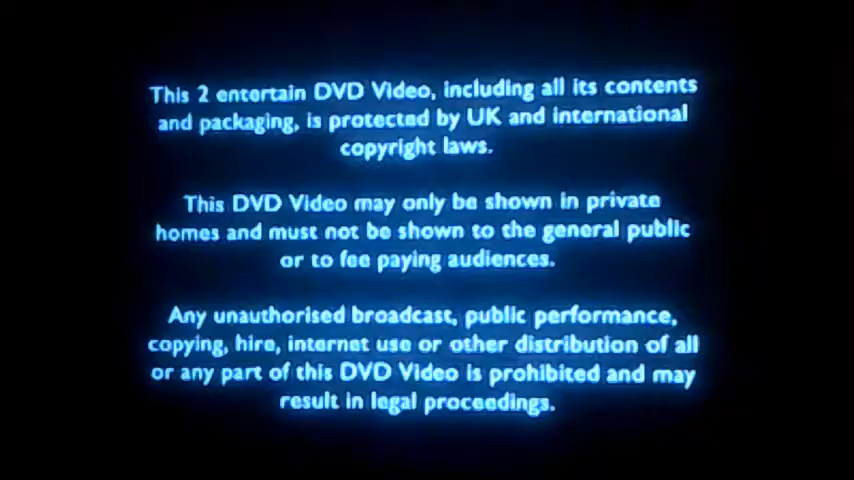 This 2 entertain DVD Video, including all its contents
and packaging, is protected by UK and international
copyright laws.
This DVD Video may only be shown in private
homes and must not be shown to the general public
or to fee paying audiences.
Any unauthorised broadcast, public performance,
copying, hire, internet use or other distribution of all
or any part of this DVD Video is prohibited and may
result in legal proceedings.